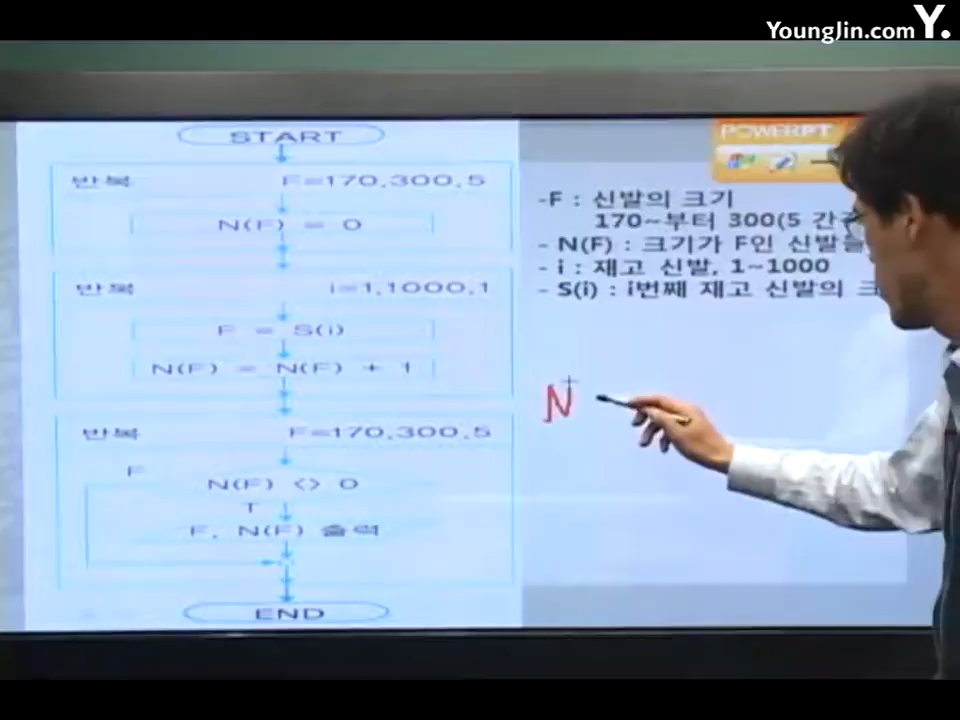 YoungJin.com Y.
START
반복 F=170,300,5
N(F) = 0
반복 i=1,1000,1
F = S(i)
N(F) = N(F) + 1
반복 F=170,300,5
F
N(F) <> 0
T
F, N(F) 출력
END
POWERPT
-F : 신발의 크기
170~부터 300(5
- N(F) : 크기가 F인
- i : 재고 신발, 1~1000
- S(i) : i번째 재고 신발의
N